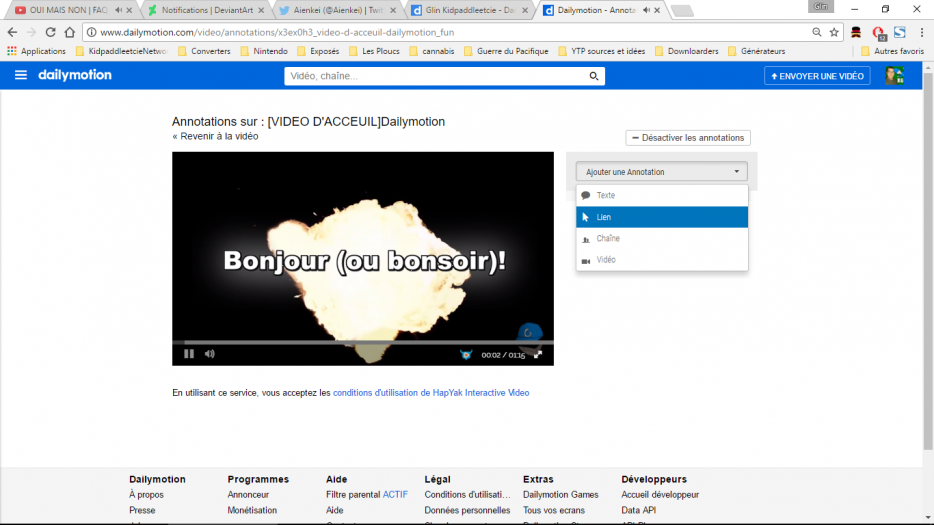 OUI MAIS NON | FAQ
Notifications | DeviantArt
Aienkei (@Aienkei) | Twit
Glin Kidpaddleetcie - Da
Dailymotion - Annota
Glin
www.dailymotion.com/video/annotations/x3ex0h3_video-d-acceuil-dailymotion_fun
Applications
KidpaddleetcieNetwo
Converters
Nintendo
Exposés
Les Ploucs
cannabis
Guerre du Pacifique
YTP sources et idées
Downloarders
Générateurs
Autres favoris
dailymotion
Vidéo, chaîne...
ENVOYER UNE VIDÉO
Annotations sur : [VIDEO D'ACCEUIL]Dailymotion
« Revenir à la vidéo
Désactiver les annotations
Ajouter une Annotation
Texte
Lien
Chaîne
Vidéo
Bonjour (ou bonsoir)!
00:02 / 01:15
En utilisant ce service, vous acceptez les conditions d'utilisation de HapYak Interactive Video
Dailymotion
Programmes
Aide
Légal
Extras
Développeurs
À propos
Annonceur
Filtre parental ACTIF
Conditions d'utilisati...
Dailymotion Games
Accueil développeur
Presse
Monétisation
Aide
Données personnelles
Tous vos ecrans
Data API